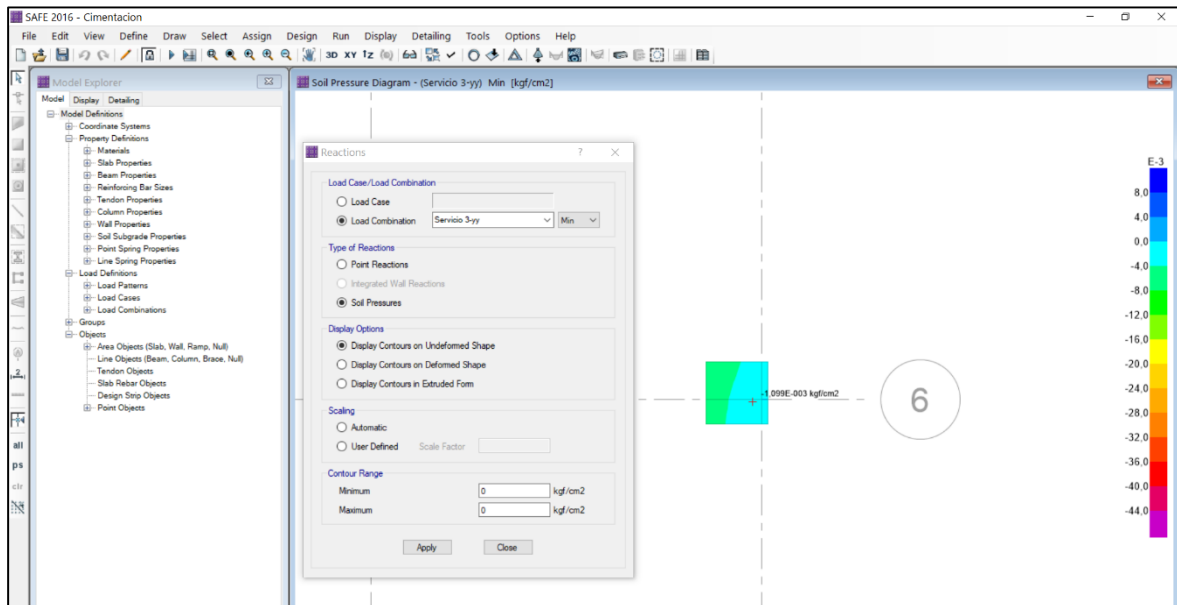 SAFE 2016 - Cimentacion
File Edit View Define Draw Select Assign Design Run Display Detailing Tools Options Help
3D XY
Model Explorer
Model Display Detailing
Model Definitions
Coordinate Systems
Property Definitions
Materials
Slab Properties
Beam Properties
Reinforcing Bar Sizes
Tendon Properties
Column Properties
Wall Properties
Soil Subgrade Properties
Point Spring Properties
Line Spring Properties
Load Definitions
Load Patterns
Load Cases
Load Combinations
Groups
Objects
Area Objects (Slab, Wall, Ramp, Null)
Line Objects (Beam, Column, Brace, Null)
Tendon Objects
Slab Rebar Objects
Design Strip Objects
Point Objects
all
ps
clr
Soil Pressure Diagram - (Servicio 3-yy) Min [kgf/cm2]
Reactions
? X
Load Case/Load Combination
Load Case
Load Combination Servicio 3-yy Min
Type of Reactions
Point Reactions
Integrated Wall Reactions
Soil Pressures
Display Options
Display Contours on Undeformed Shape
Display Contours on Deformed Shape
Display Contours in Extruded Form
Scaling
Automatic
User Defined Scale Factor
Contour Range
Minimum 0 kgf/cm2
Maximum 0 kgf/cm2
Apply Close
-1.099E-003 kgf/cm2
6
E-3
8,0
4,0
0,0
-4,0
-8,0
-12,0
-16,0
-20,0
-24,0
-28,0
-32,0
-36,0
-40,0
-44,0